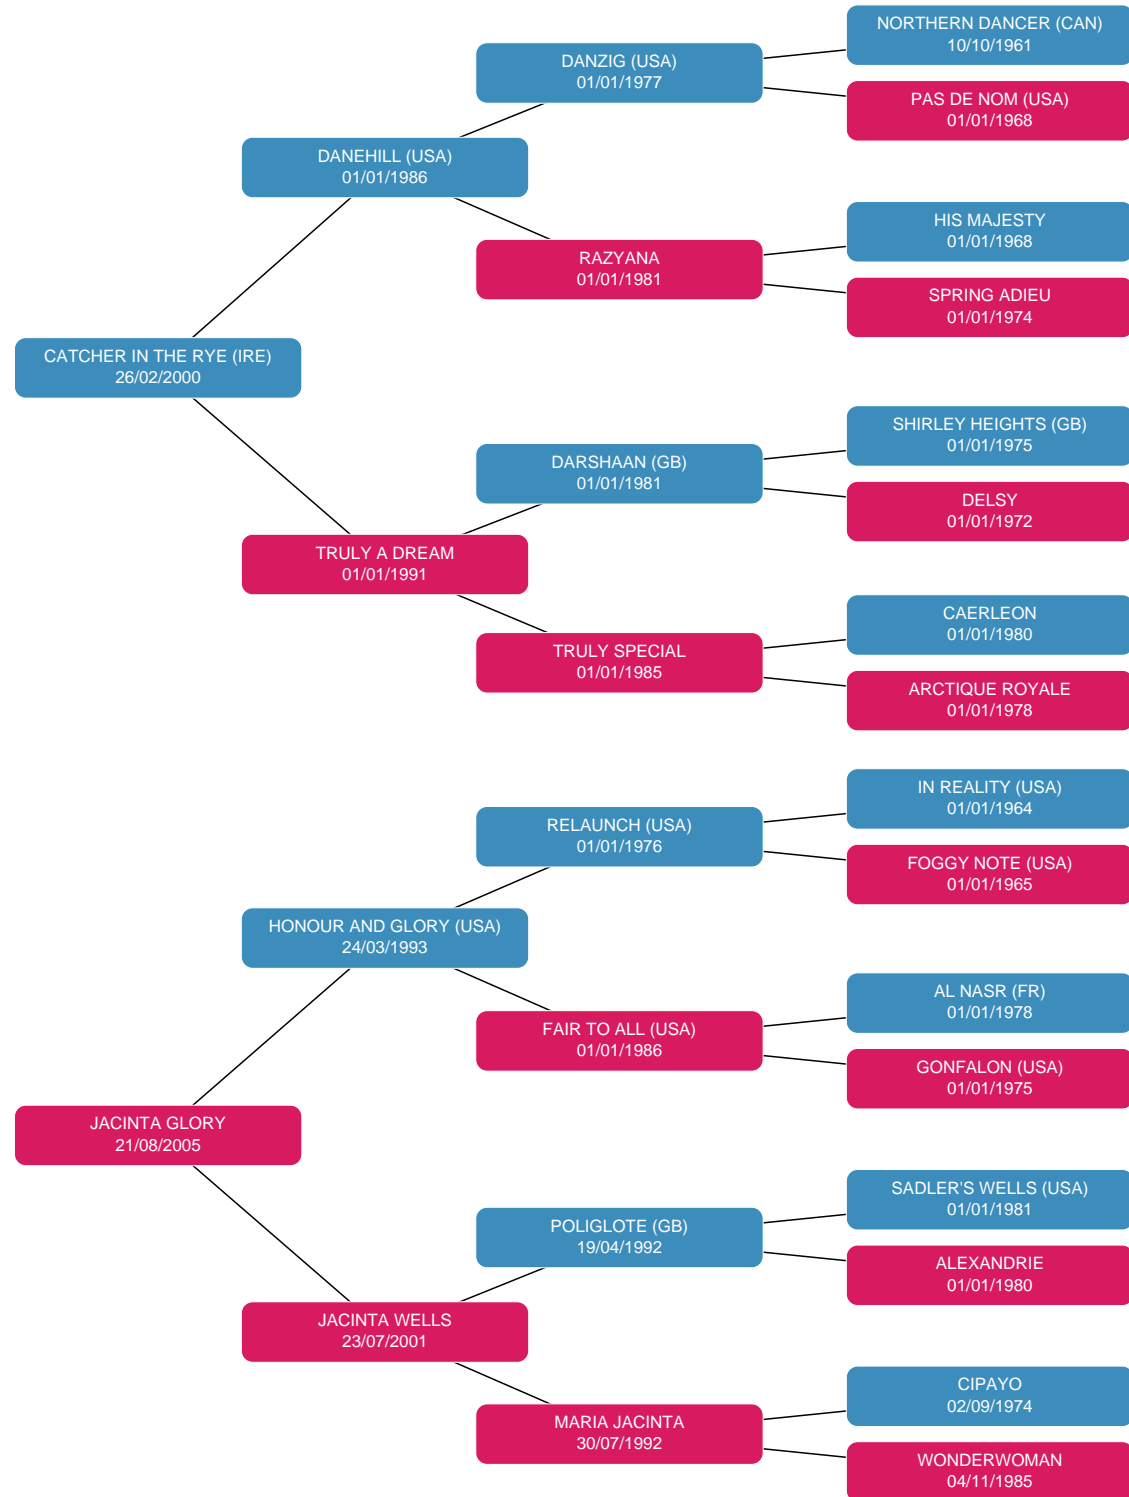 NORTHERN DANCER (CAN)
10/10/1961
DANZIG (USA)
01/01/1977
PAS DE NOM (USA)
01/01/1968
DANEHILL (USA)
01/01/1986
HIS MAJESTY
01/01/1968
RAZYANA
01/01/1981
SPRING ADIEU
01/01/1974
CATCHER IN THE RYE (IRE)
26/02/2000
SHIRLEY HEIGHTS (GB)
01/01/1975
DARSHAAN (GB)
01/01/1981
DELSY
01/01/1972
TRULY A DREAM
01/01/1991
CAERLEON
01/01/1980
TRULY SPECIAL
01/01/1985
ARCTIQUE ROYALE
01/01/1978
IN REALITY (USA)
01/01/1964
RELAUNCH (USA)
01/01/1976
FOGGY NOTE (USA)
01/01/1965
HONOUR AND GLORY (USA)
24/03/1993
AL NASR (FR)
01/01/1978
FAIR TO ALL (USA)
01/01/1986
GONFALON (USA)
01/01/1975
JACINTA GLORY
21/08/2005
SADLER'S WELLS (USA)
01/01/1981
POLIGLOTE (GB)
19/04/1992
ALEXANDRIE
01/01/1980
JACINTA WELLS
23/07/2001
CIPAYO
02/09/1974
MARIA JACINTA
30/07/1992
WONDERWOMAN
04/11/1985